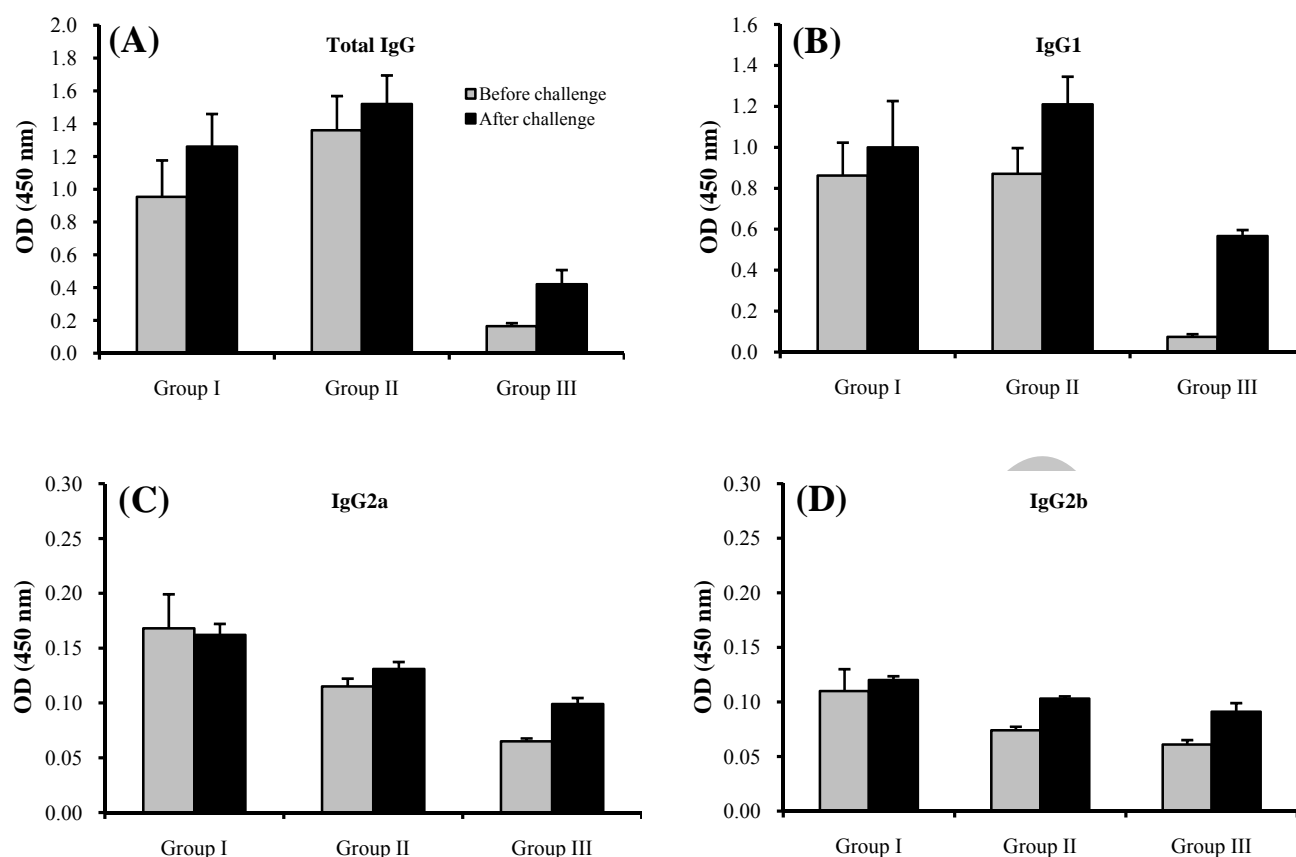 (A)
Total IgG
Before challenge
After challenge
OD (450 nm)
2.0
1.8
1.6
1.4
1.2
1.0
0.8
0.6
0.4
0.2
0.0
Group I Group II Group III
(B)
IgG1
OD (450 nm)
1.6
1.4
1.2
1.0
0.8
0.6
0.4
0.2
0.0
Group I Group II Group III
(C)
IgG2a
OD (450 nm)
0.30
0.25
0.20
0.15
0.10
0.05
0.00
Group I Group II Group III
(D)
IgG2b
OD (450 nm)
0.30
0.25
0.20
0.15
0.10
0.05
0.00
Group I Group II Group III